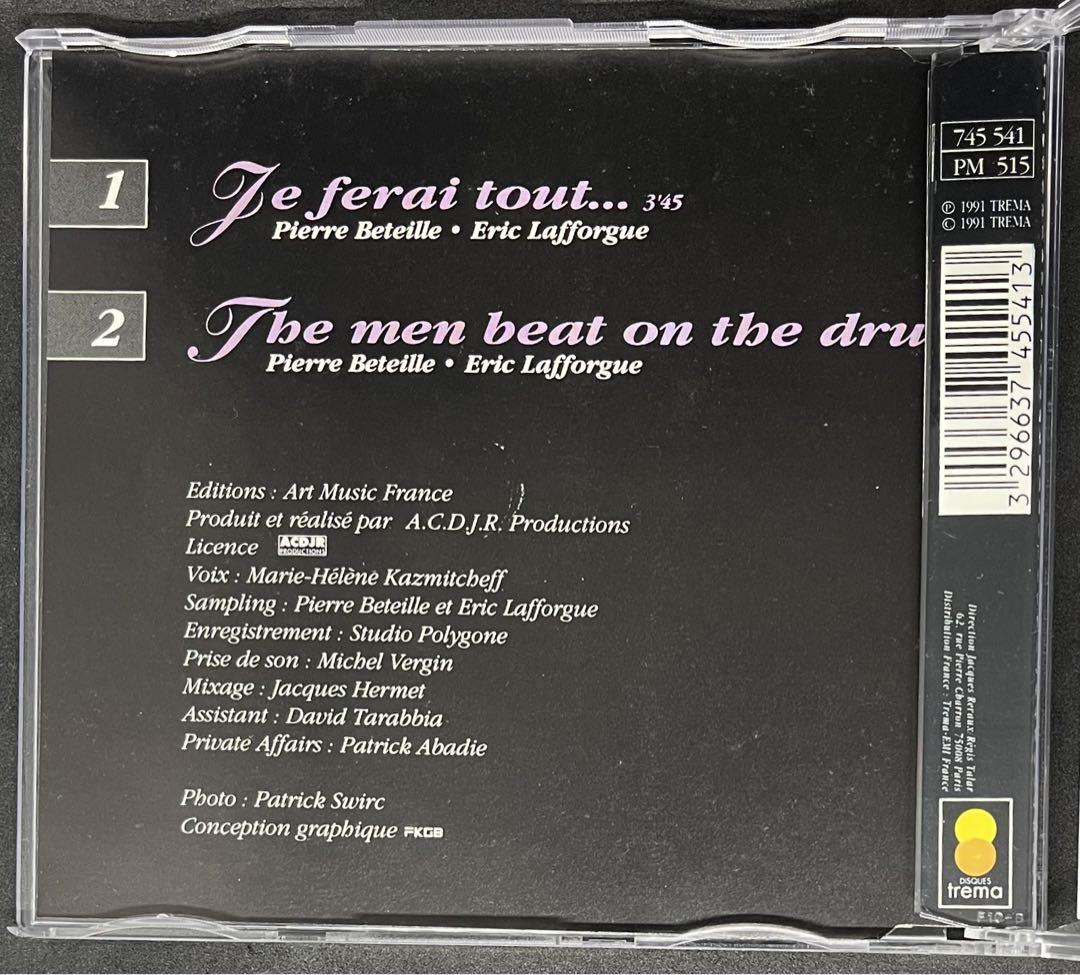 1
Je ferai tout... 3'45
Pierre Beteille • Eric Lafforgue
2
The men beat on the dru
Pierre Beteille • Eric Lafforgue
Editions : Art Music France
Produit et réalisé par A.C.D.J.R. Productions
Licence ACDJR PRODUCTIONS
Voix : Marie-Hélène Kazmitcheff
Sampling : Pierre Beteille et Eric Lafforgue
Enregistrement : Studio Polygone
Prise de son : Michel Vergin
Mixage : Jacques Hermet
Assistant : David Tarabbia
Private Affairs : Patrick Abadie
Photo : Patrick Swirc
Conception graphique FKGB
745 541
PM 515
℗ 1991 TREMA
© 1991 TREMA
3 296637 455413
Direction Jacques Reraux-Régis Talar
62, rue Pierre Charron 75008 Paris
Distribution France : Trema-EMI France
DISQUES
trema